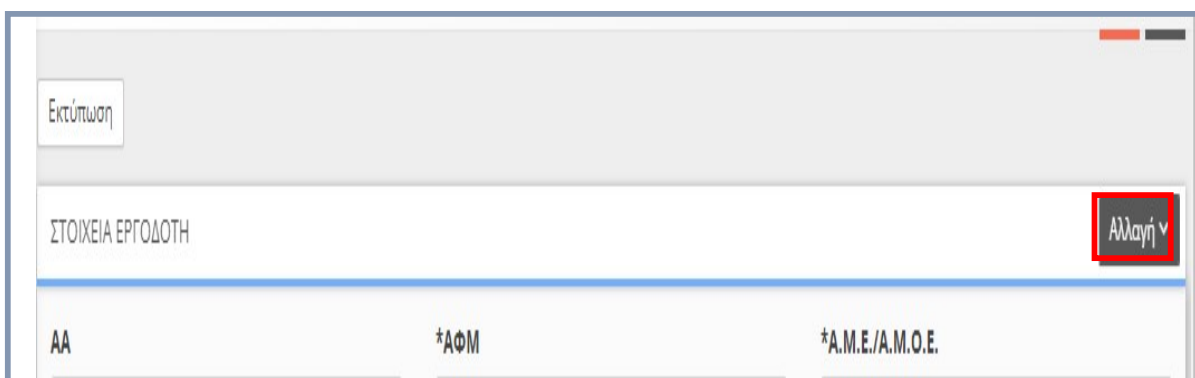 Εκτύπωση
ΣΤΟΙΧΕΙΑ ΕΡΓΟΔΟΤΗ
Αλλαγή
ΑΑ
*ΑΦΜ
*Α.Μ.Ε./Α.Μ.Ο.Ε.